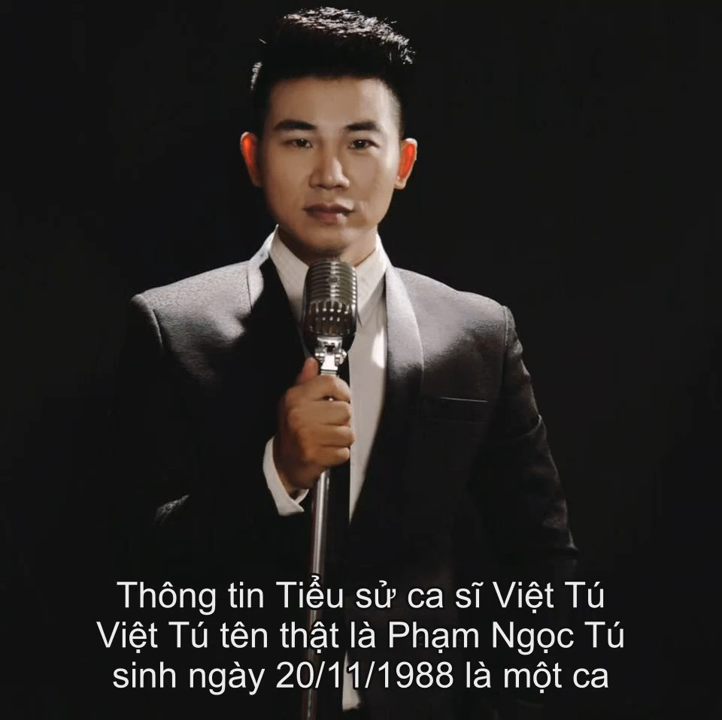 Thông tin Tiểu sử ca sĩ Việt Tú
Việt Tú tên thật là Phạm Ngọc Tú
sinh ngày 20/11/1988 là một ca